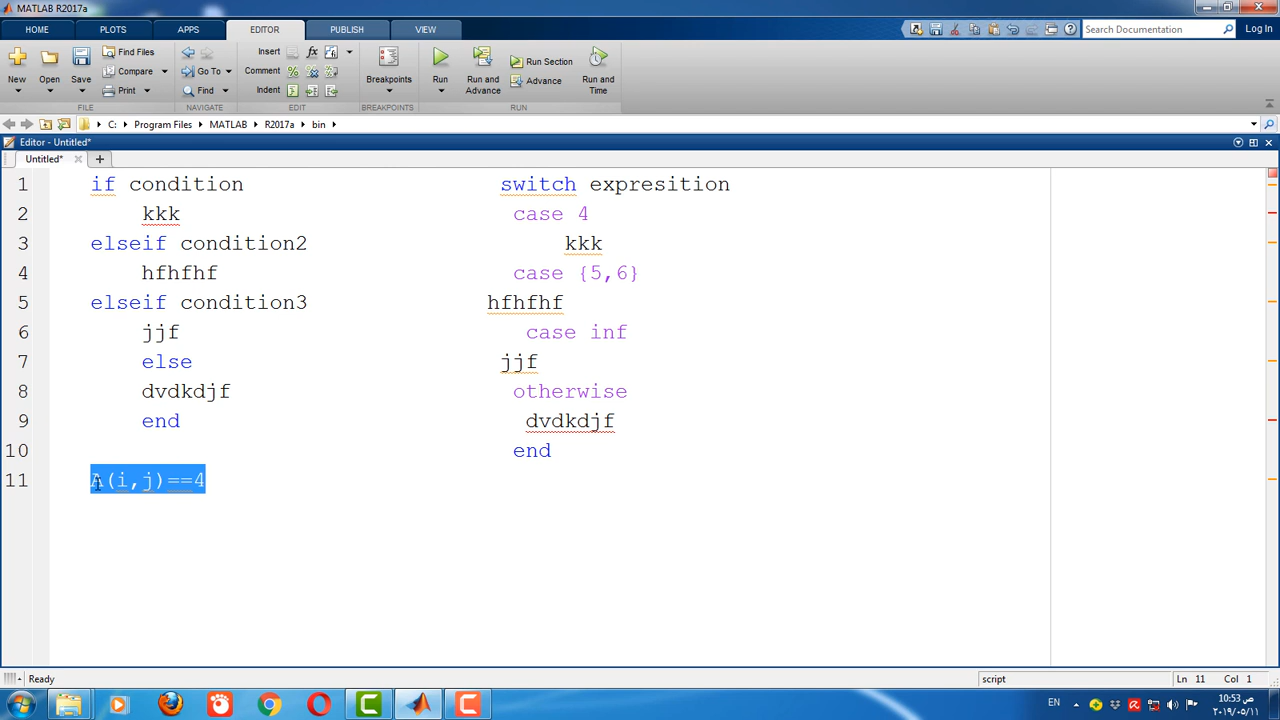 MATLAB R2017a
HOME PLOTS APPS EDITOR PUBLISH VIEW Search Documentation Log In
New Open Save Find Files Compare Print Go To Find Insert Comment Indent fx Breakpoints Run Run and Advance Run Section Advance Run and Time
FILE NAVIGATE EDIT BREAKPOINTS RUN
C: Program Files MATLAB R2017a bin
Editor - Untitled*
Untitled*
1 if condition switch expresition
2 kkk case 4
3 elseif condition2 kkk
4 hfhfhf case {5,6}
5 elseif condition3 hfhfhf
6 jjf case inf
7 else jjf
8 dvdkdjf otherwise
9 end dvdkdjf
10 end
11 A(i,j)==4
Ready script Ln 11 Col 1
EN 10:53 ص
٢٠١٩/٠٥/١١